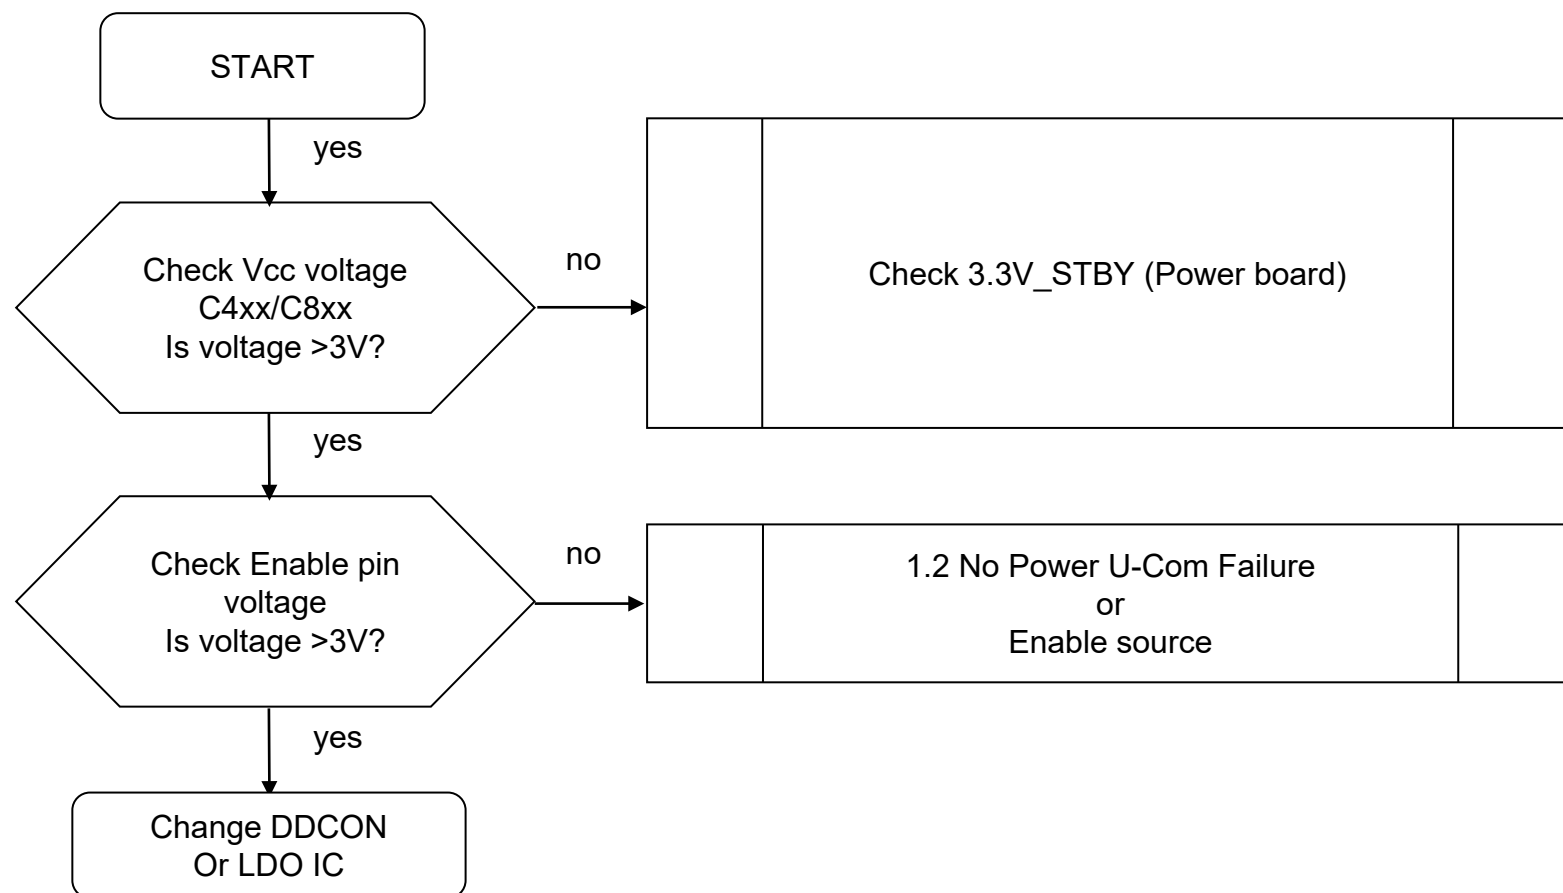 START
yes
Check Vcc voltage
C4xx/C8xx
Is voltage >3V?
no
Check 3.3V_STBY (Power board)
yes
Check Enable pin
voltage
Is voltage >3V?
no
1.2 No Power U-Com Failure
or
Enable source
yes
Change DDCON
Or LDO IC